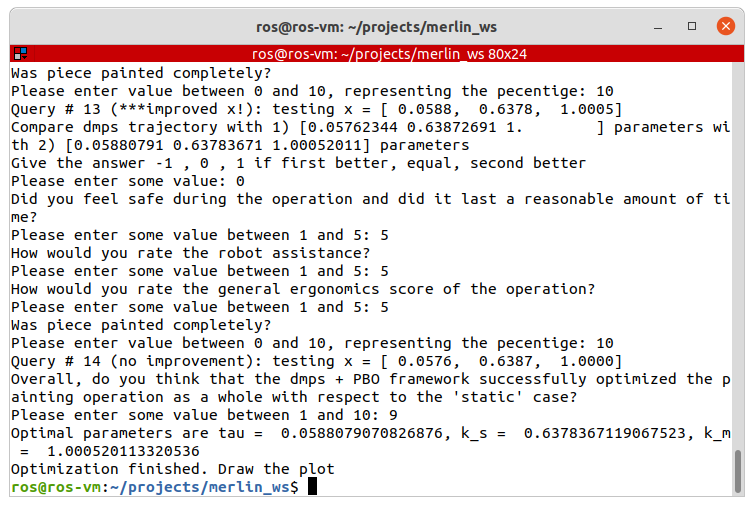 ros@ros-vm: ~/projects/merlin_ws
ros@ros-vm: ~/projects/merlin_ws 80x24
Was piece painted completely?
Please enter value between 0 and 10, representing the pecentige: 10
Query # 13 (***improved x!): testing x = [ 0.0588,  0.6378,  1.0005]
Compare dmps trajectory with 1) [0.05762344 0.63872691 1.        ] parameters wi
th 2) [0.05880791 0.63783671 1.00052011] parameters
Give the answer -1 , 0 , 1 if first better, equal, second better
Please enter some value: 0
Did you feel safe during the operation and did it last a reasonable amount of ti
me?
Please enter some value between 1 and 5: 5
How would you rate the robot assistance?
Please enter some value between 1 and 5: 5
How would you rate the general ergonomics score of the operation?
Please enter some value between 1 and 5: 5
Was piece painted completely?
Please enter value between 0 and 10, representing the pecentige: 10
Query # 14 (no improvement): testing x = [ 0.0576,  0.6387,  1.0000]
Overall, do you think that the dmps + PBO framework successfully optimized the p
ainting operation as a whole with respect to the 'static' case?
Please enter some value between 1 and 10: 9
Optimal parameters are tau =  0.0588079070826876, k_s =  0.6378367119067523, k_m
 =  1.000520113320536
Optimization finished. Draw the plot
ros@ros-vm:~/projects/merlin_ws$